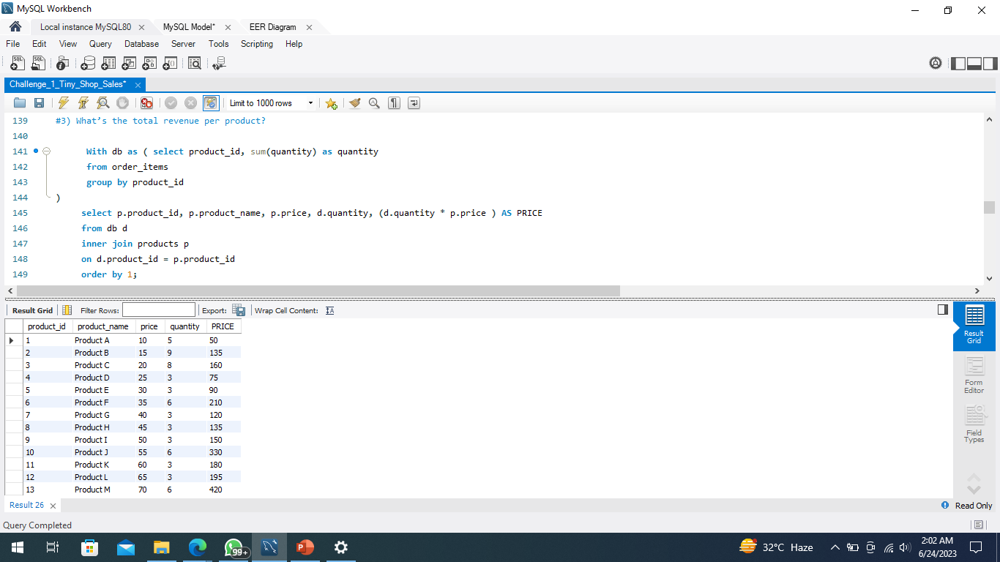 MySQL Workbench
Local instance MySQL80 MySQL Model* EER Diagram
File Edit View Query Database Server Tools Scripting Help
Challenge_1_Tiny_Shop_Sales*
Limit to 1000 rows
139 #3) What’s the total revenue per product?
140
141 With db as ( select product_id, sum(quantity) as quantity
142 from order_items
143 group by product_id
144 )
145 select p.product_id, p.product_name, p.price, d.quantity, (d.quantity * p.price ) AS PRICE
146 from db d
147 inner join products p
148 on d.product_id = p.product_id
149 order by 1;
Result Grid Filter Rows: Export: Wrap Cell Content:
product_id product_name price quantity PRICE
1 Product A 10 5 50
2 Product B 15 9 135
3 Product C 20 8 160
4 Product D 25 3 75
5 Product E 30 3 90
6 Product F 35 6 210
7 Product G 40 3 120
8 Product H 45 3 135
9 Product I 50 3 150
10 Product J 55 6 330
11 Product K 60 3 180
12 Product L 65 3 195
13 Product M 70 6 420
Result
Grid
Form
Editor
Field
Types
Result 26 Read Only
Query Completed
99+ 32°C Haze 2:02 AM
6/24/2023